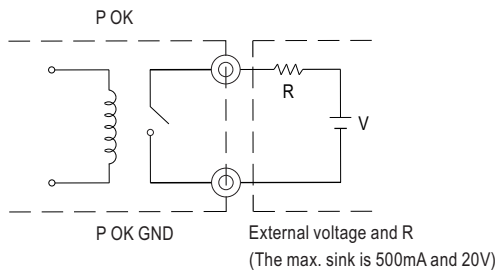 P OK
R
V
P OK GND
External voltage and R
(The max. sink is 500mA and 20V)